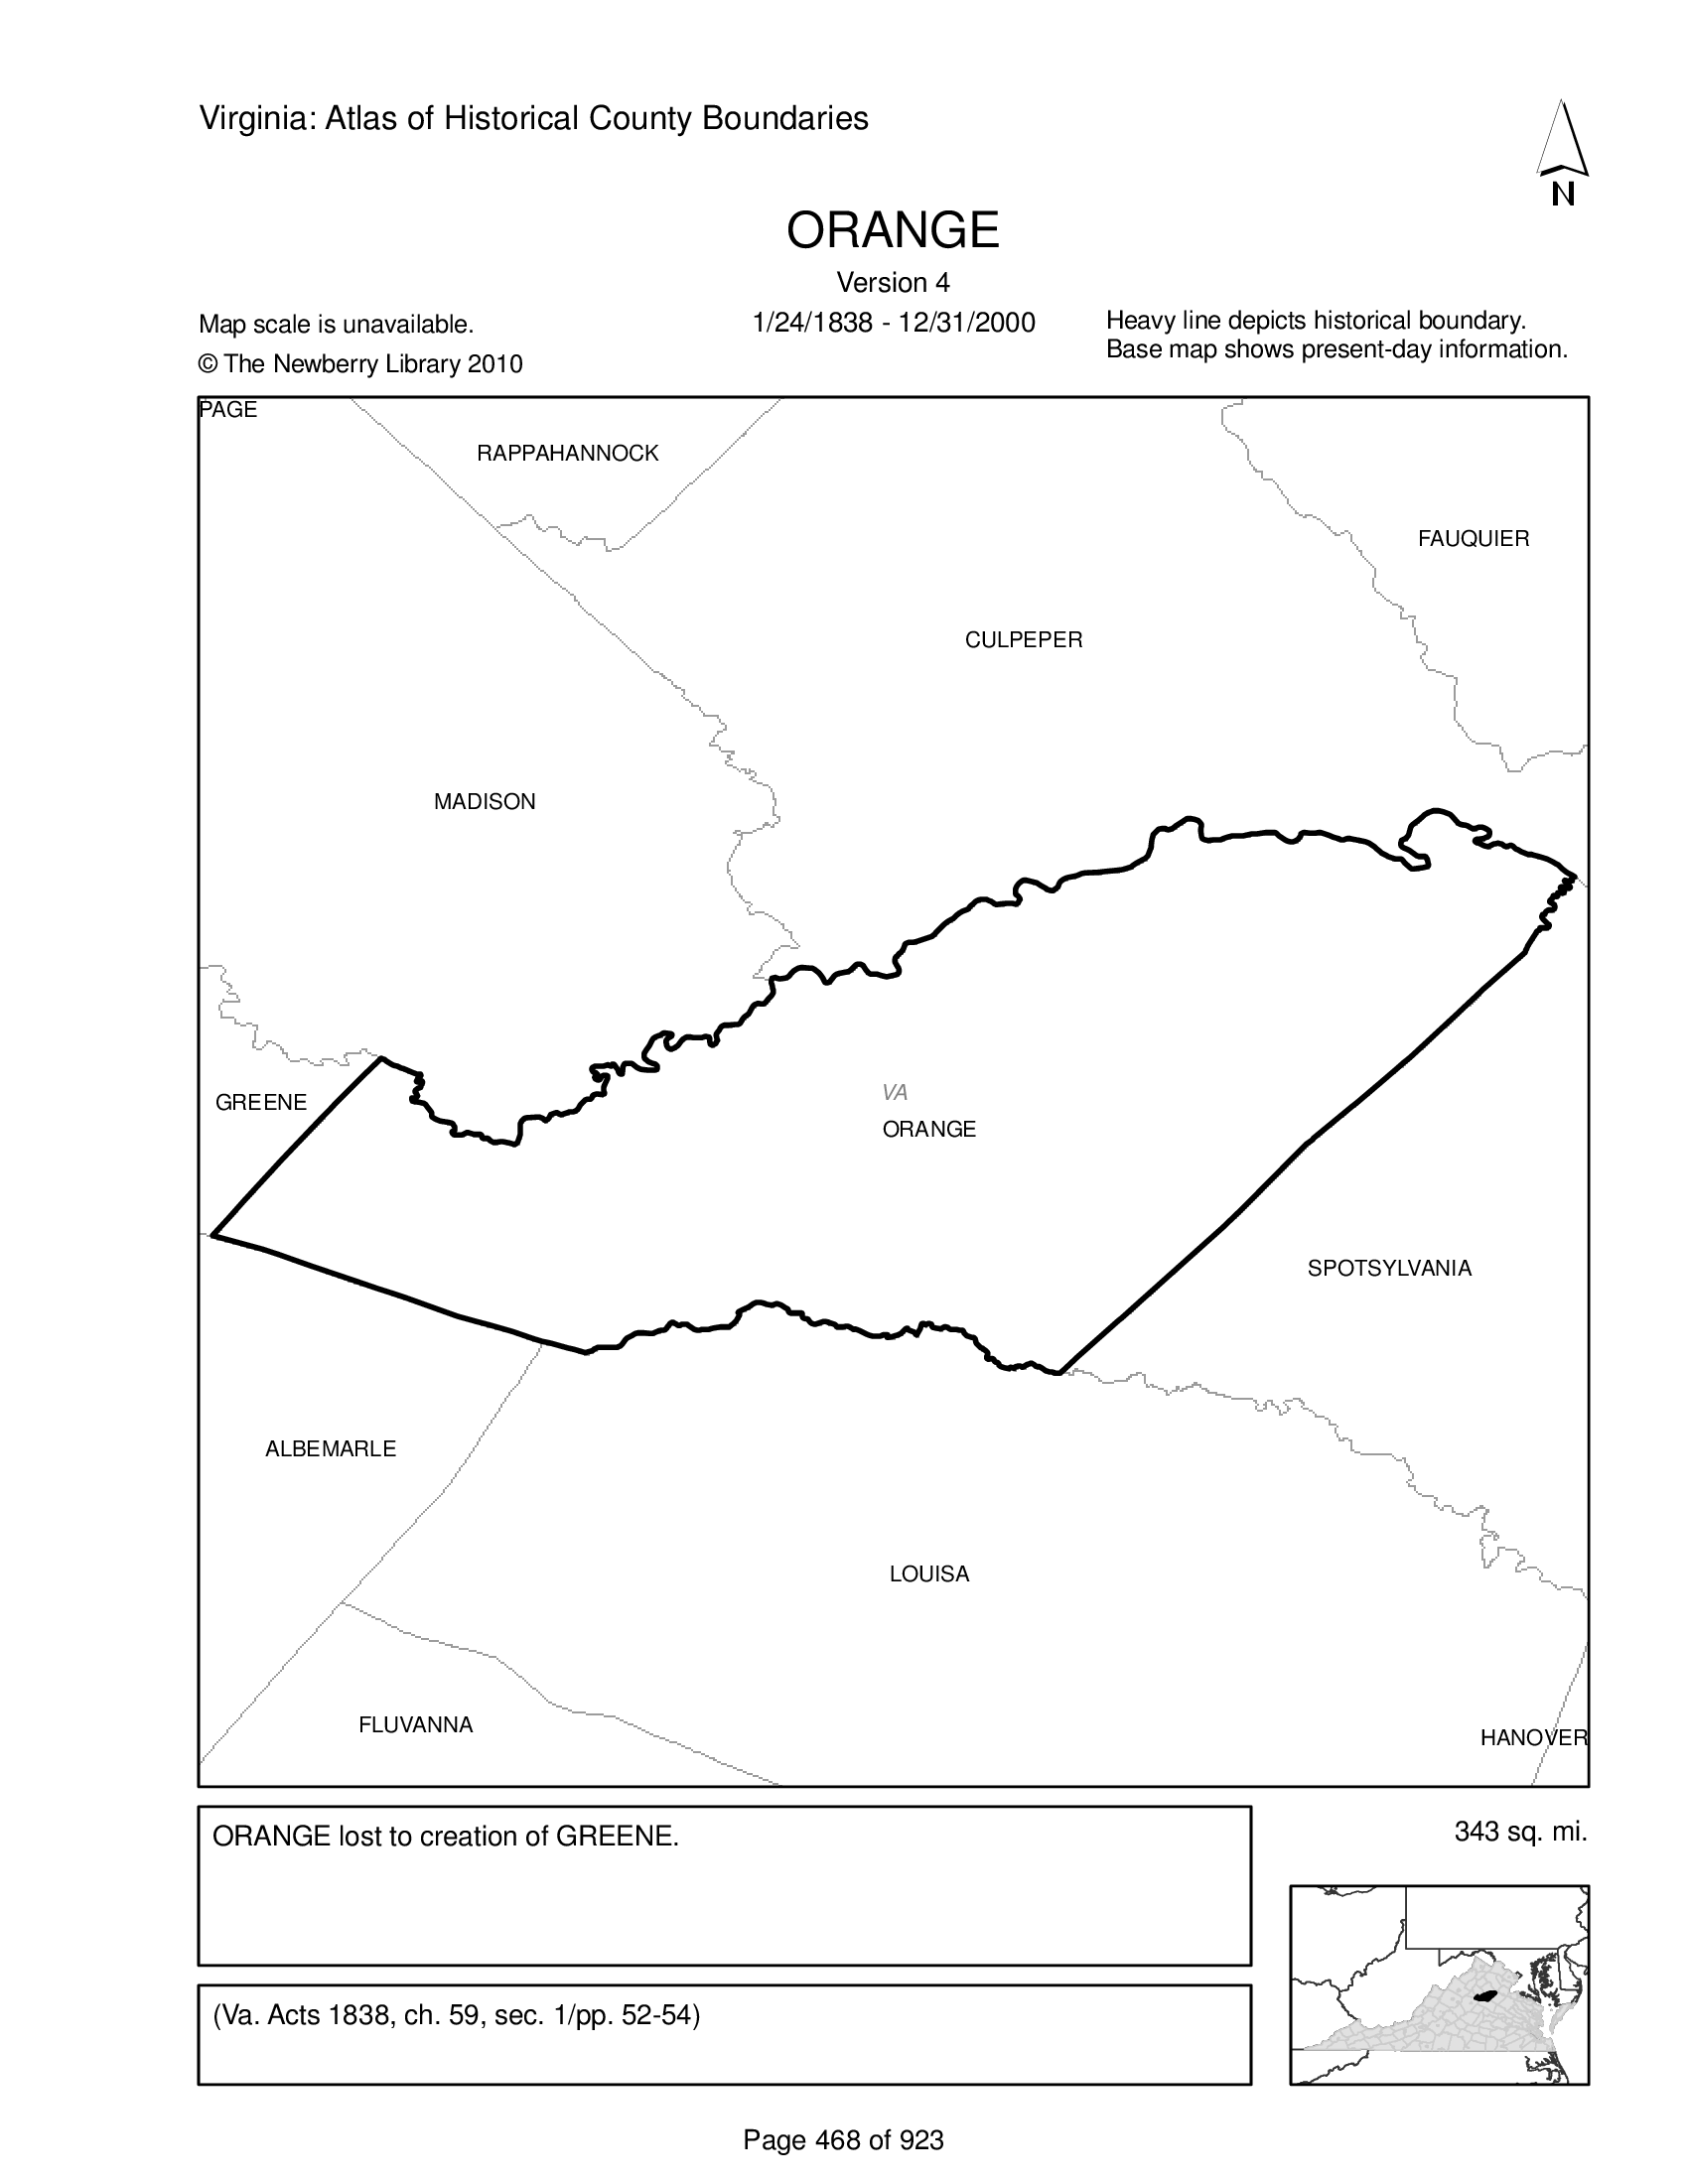 Virginia: Atlas of Historical County Boundaries
N
ORANGE
Version 4
1/24/1838 - 12/31/2000
Map scale is unavailable.
© The Newberry Library 2010
Heavy line depicts historical boundary.
Base map shows present-day information.
PAGE
RAPPAHANNOCK
FAUQUIER
CULPEPER
MADISON
GREENE
VA
ORANGE
SPOTSYLVANIA
ALBEMARLE
LOUISA
FLUVANNA
HANOVER
ORANGE lost to creation of GREENE.
343 sq. mi.
(Va. Acts 1838, ch. 59, sec. 1/pp. 52-54)
Page 468 of 923